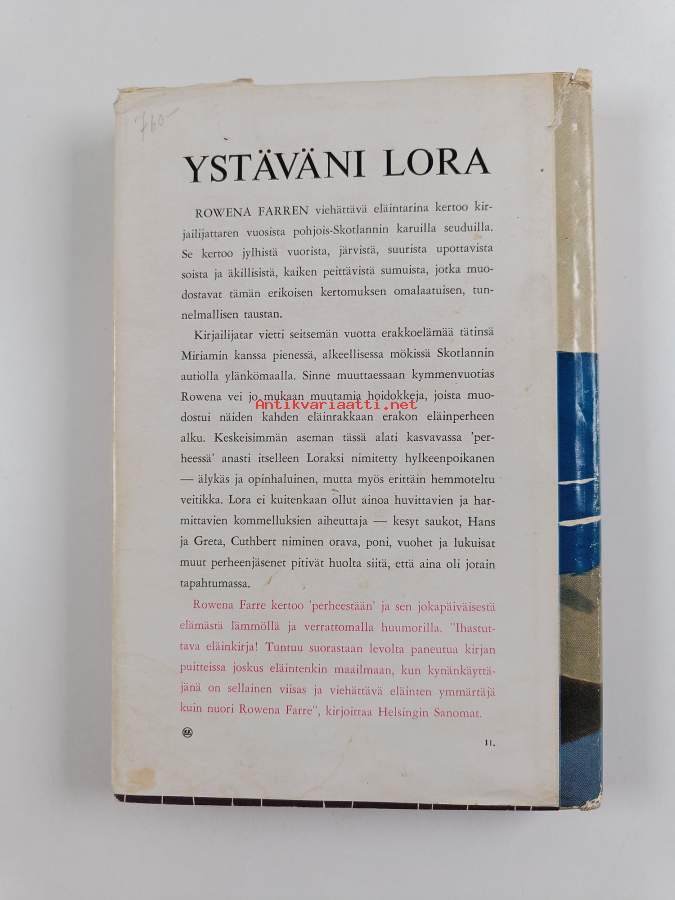 760-
YSTÄVÄNI LORA
ROWENA FARREN viehättävä eläintarina kertoo kir-
jailijattaren vuosista pohjois-Skotlannin karuilla seuduilla.
Se kertoo jylhistä vuorista, järvistä, suurista upottavista
soista ja äkillisistä, kaiken peittävistä sumuista, jotka muo-
dostavat tämän erikoisen kertomuksen omalaatuisen, tun-
nelmallisen taustan.
Kirjailijatar vietti seitsemän vuotta erakkoelämää tätinsä
Miriamin kanssa pienessä, alkeellisessa mökissä Skotlannin
autiolla ylänkömaalla. Sinne muuttaessaan kymmenvuotias
Rowena vei jo mukaan muutamia hoidokkeja, joista muo-
Antikvariaatti.net
dostui näiden kahden eläinrakkaan erakon eläinperheen
alku. Keskeisimmän aseman tässä alati kasvavassa 'per-
heessä' anasti itselleen Loraksi nimitetty hylkeenpoikanen
— älykäs ja opinhaluinen, mutta myös erittäin hemmoteltu
veitikka. Lora ei kuitenkaan ollut ainoa huvittavien ja har-
mittavien kommelluksien aiheuttaja — kesyt saukot, Hans
ja Greta, Cuthbert niminen orava, poni, vuohet ja lukuisat
muut perheenjäsenet pitivät huolta siitä, että aina oli jotain
tapahtumassa.
Rowena Farre kertoo 'perheestään' ja sen jokapäiväisestä
elämästä lämmöllä ja verrattomalla huumorilla. "Ihastut-
tava eläinkirja! Tuntuu suorastaan levolta paneutua kirjan
puitteissa joskus eläintenkin maailmaan, kun kynänkäyttä-
jänä on sellainen viisas ja viehättävä eläinten ymmärtäjä
kuin nuori Rowena Farre", kirjoittaa Helsingin Sanomat.
11.